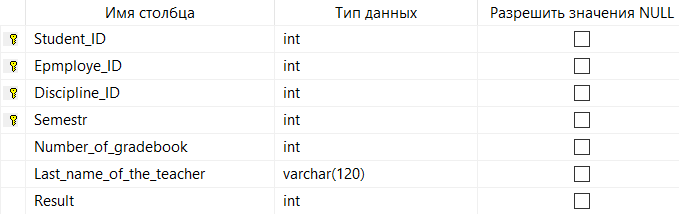 Имя столбца Тип данных Разрешить значения NULL
Student_ID int
Epmploye_ID int
Discipline_ID int
Semestr int
Number_of_gradebook int
Last_name_of_the_teacher varchar(120)
Result int